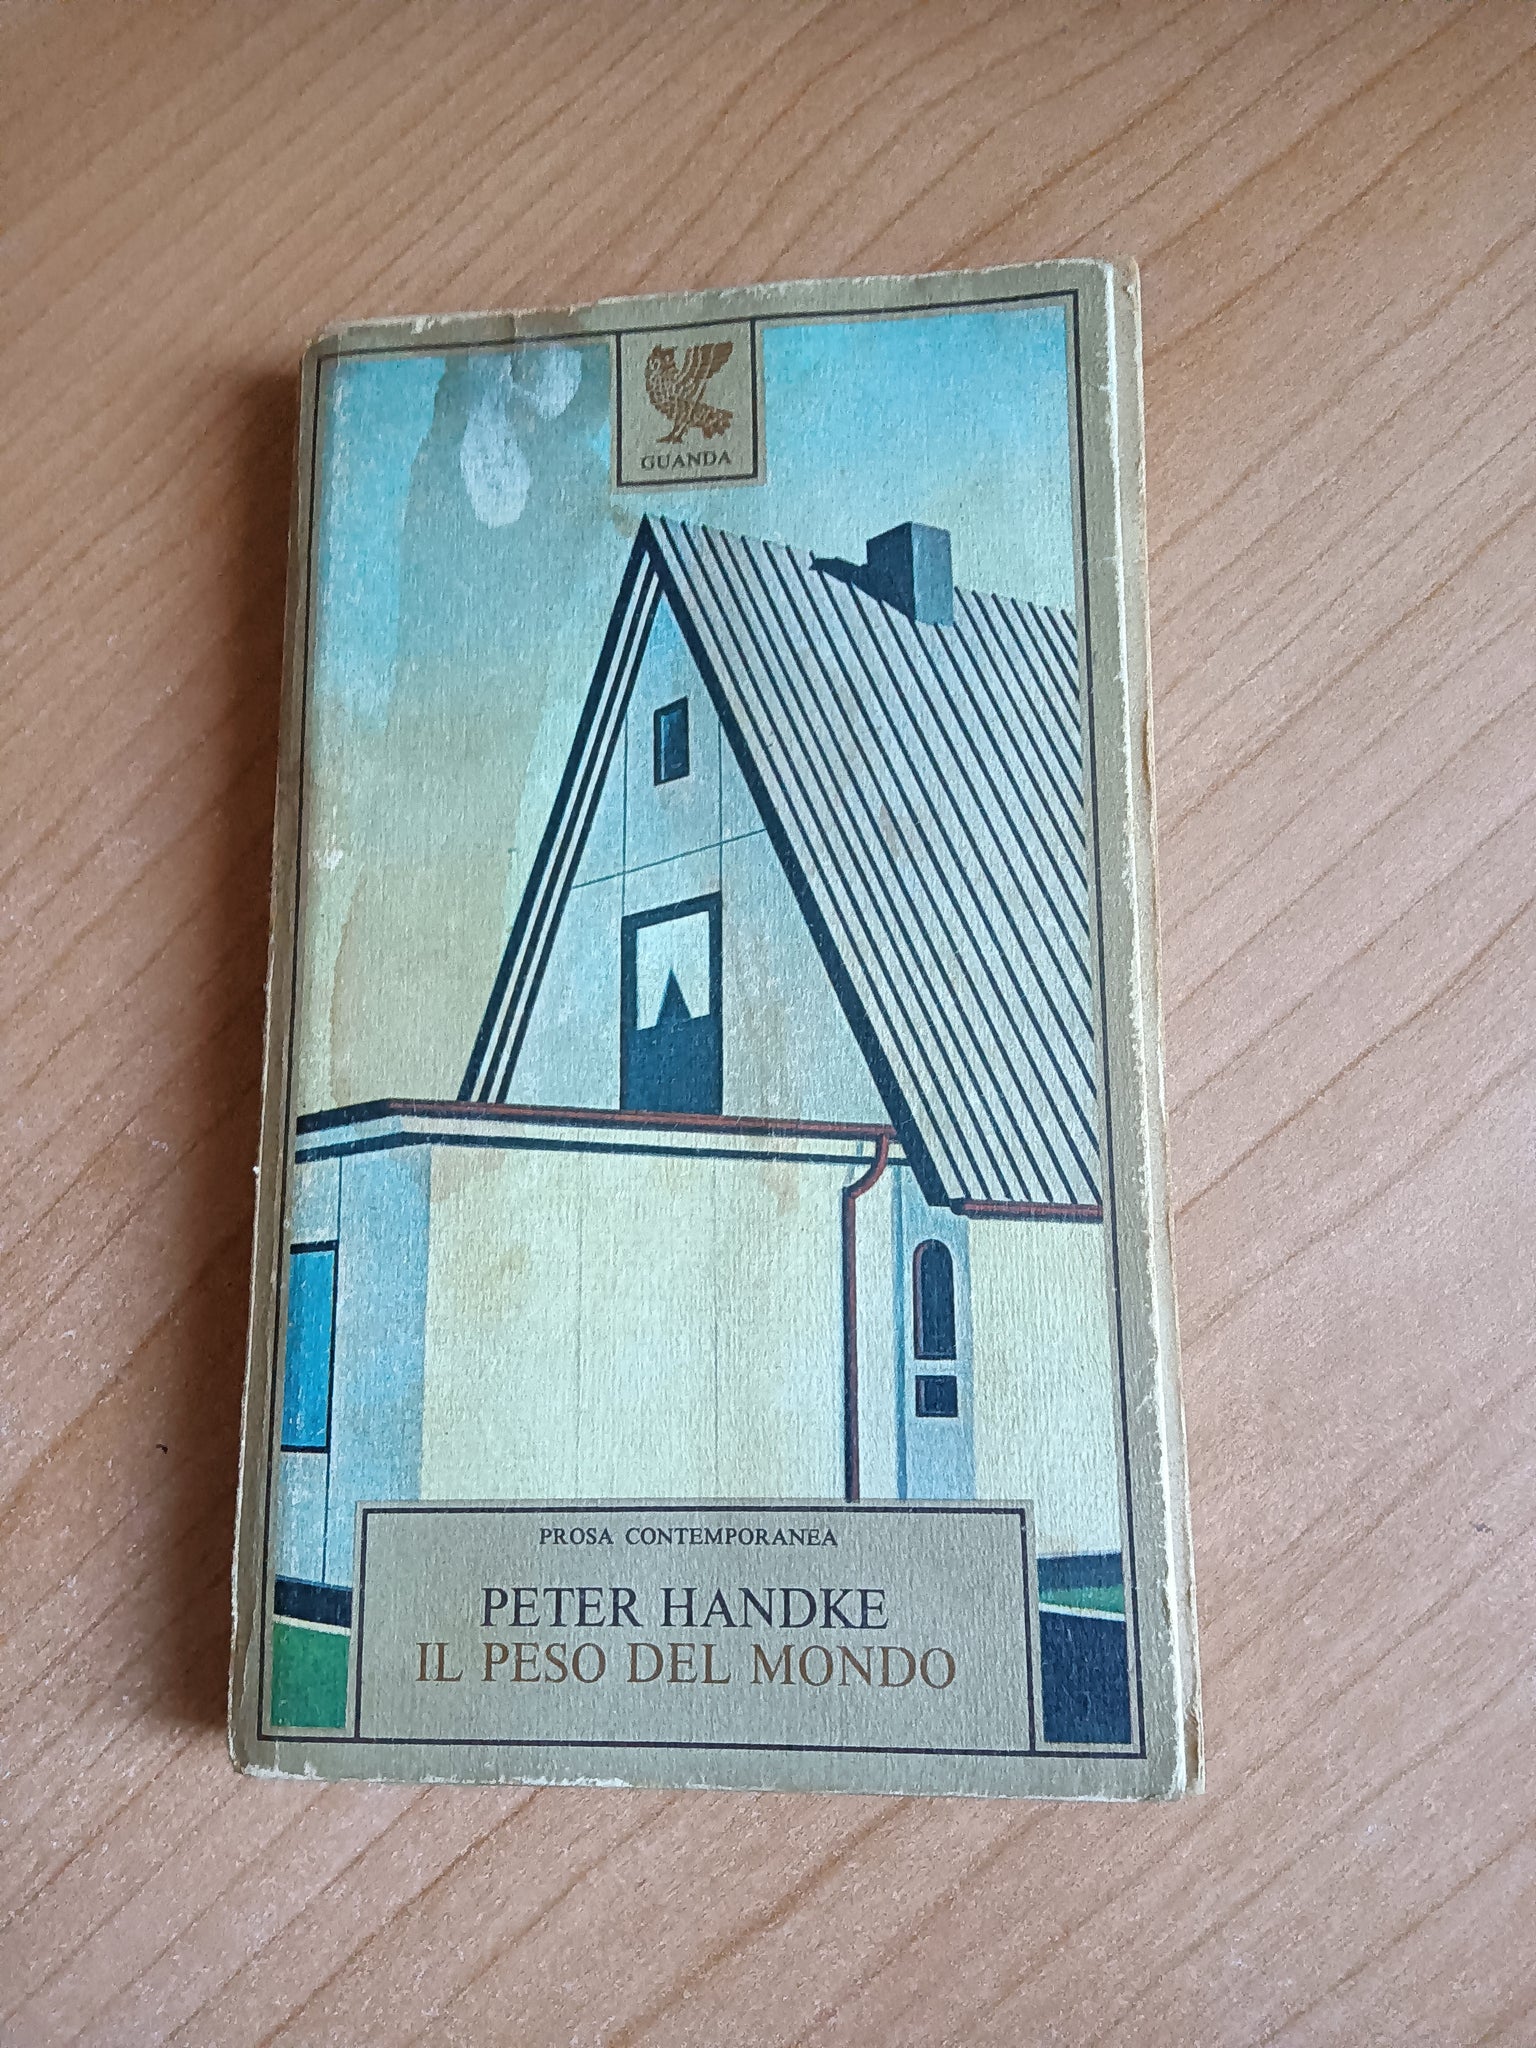 GUANDA
PROSA CONTEMPORANEA
PETER HANDKE
IL PESO DEL MONDO